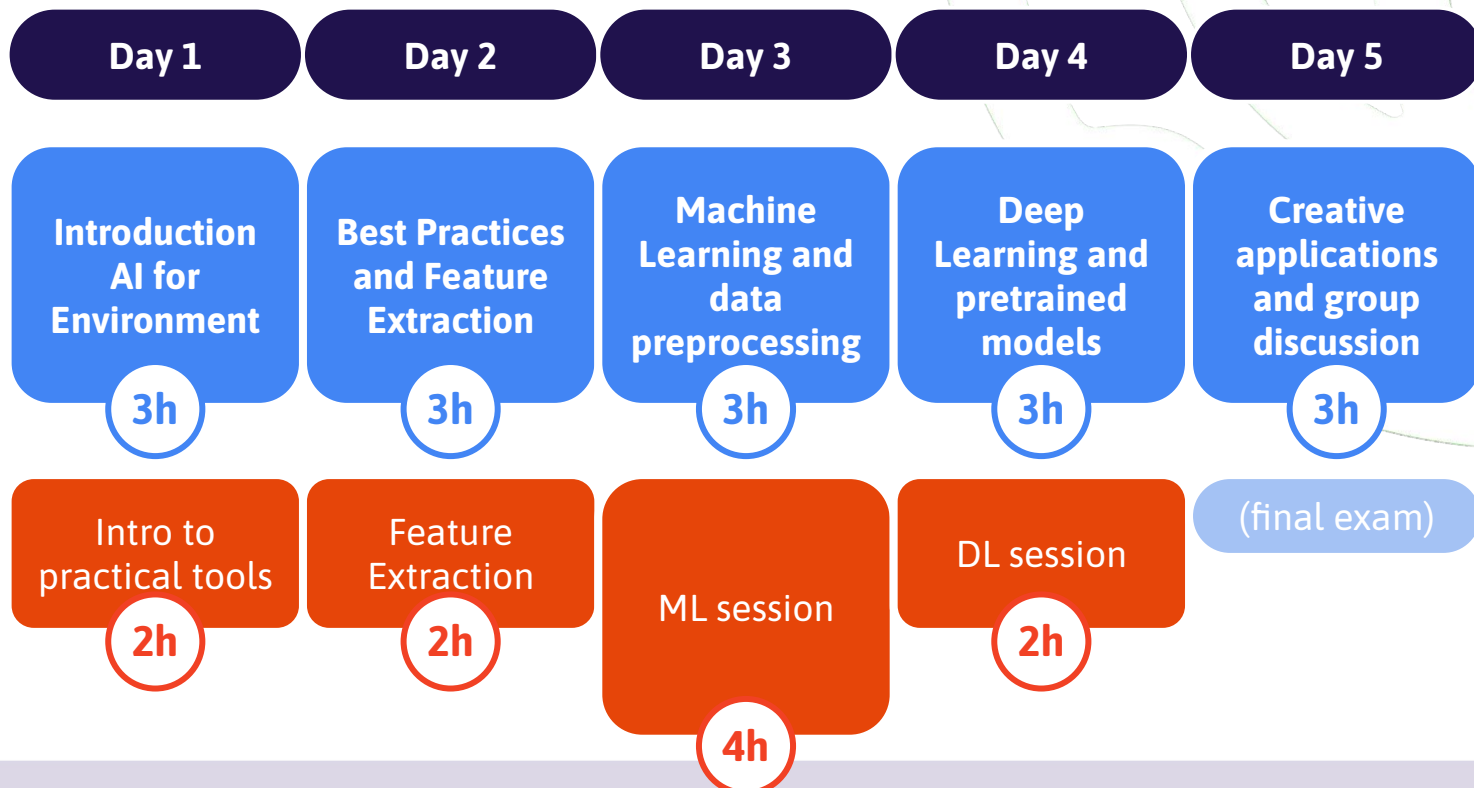 Day 1
Day 2
Day 3
Day 4
Day 5
Introduction
AI for
Environment
3h
Best Practices
and Feature
Extraction
3h
Machine
Learning and
data
preprocessing
3h
Deep
Learning and
pretrained
models
3h
Creative
applications
and group
discussion
3h
Intro to
practical tools
2h
Feature
Extraction
2h
ML session
4h
DL session
2h
(final exam)